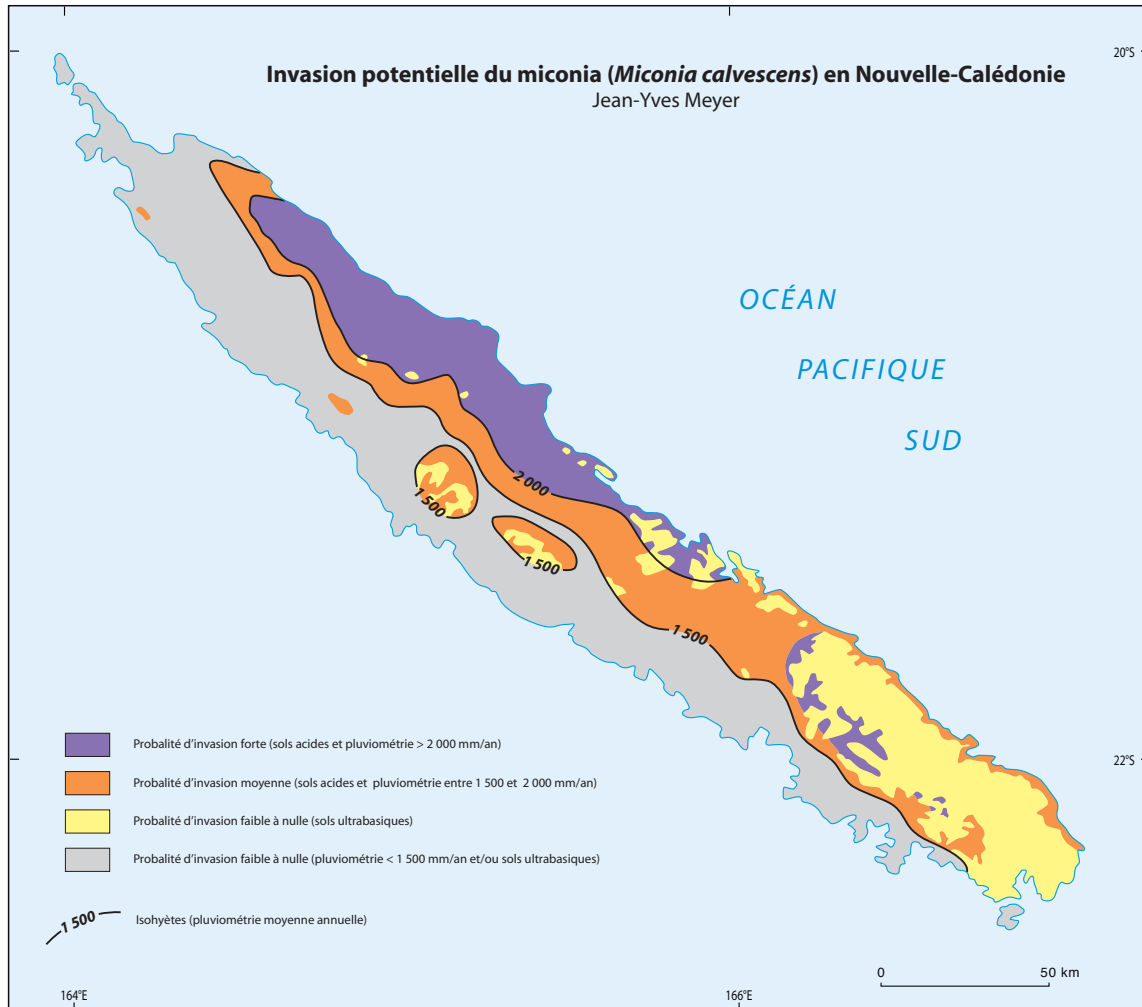 20°S
Invasion potentielle du miconia (Miconia calvescens) en Nouvelle-Calédonie
Jean-Yves Meyer
OCÉAN
PACIFIQUE
SUD
2 000
1 500
1 500
1 500
22°S
Probalité d'invasion forte (sols acides et pluviométrie > 2 000 mm/an)
Probalité d'invasion moyenne (sols acides et pluviométrie entre 1 500 et 2 000 mm/an)
Probalité d'invasion faible à nulle (sols ultrabasiques)
Probalité d'invasion faible à nulle (pluviométrie < 1 500 mm/an et/ou sols ultrabasiques)
1 500 Isohyètes (pluviométrie moyenne annuelle)
0 50 km
164°E 166°E